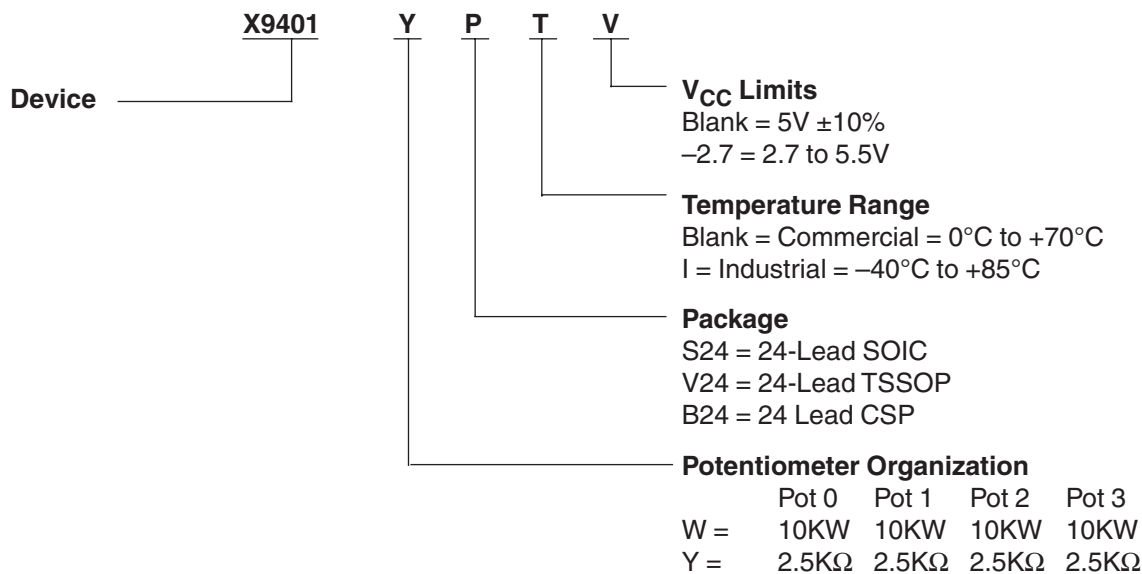 X9401 Y P T V
Device
VCC Limits
Blank = 5V ±10%
–2.7 = 2.7 to 5.5V
Temperature Range
Blank = Commercial = 0°C to +70°C
I = Industrial = –40°C to +85°C
Package
S24 = 24-Lead SOIC
V24 = 24-Lead TSSOP
B24 = 24 Lead CSP
Potentiometer Organization
Pot 0 Pot 1 Pot 2 Pot 3
W = 10KW 10KW 10KW 10KW
Y = 2.5KΩ 2.5KΩ 2.5KΩ 2.5KΩ